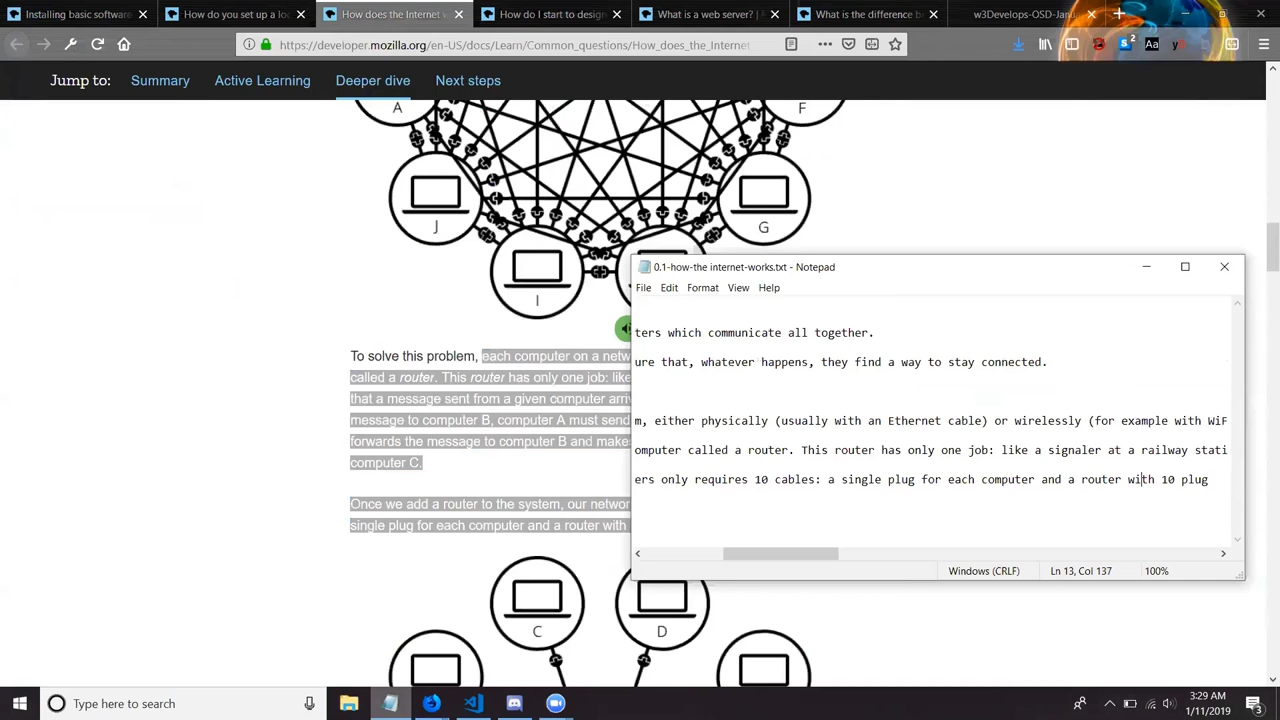 Installing basic software
How do you set up a loc
How does the Internet
How do I start to design
What is a web server? |
What is the difference be
w3Develops-OSD-Janu
https://developer.mozilla.org/en-US/docs/Learn/Common_questions/How_does_the_Internet
2
Aa
Jump to:
Summary
Active Learning
Deeper dive
Next steps
A
F
J
G
I
To solve this problem, each computer on a netw
called a router. This router has only one job: like
that a message sent from a given computer arri
message to computer B, computer A must send
forwards the message to computer B and make
computer C.
Once we add a router to the system, our networ
single plug for each computer and a router with
C
D
0.1-how-the internet-works.txt - Notepad
File Edit Format View Help
ters which communicate all together.
ure that, whatever happens, they find a way to stay connected.
m, either physically (usually with an Ethernet cable) or wirelessly (for example with WiF
omputer called a router. This router has only one job: like a signaler at a railway stati
ers only requires 10 cables: a single plug for each computer and a router with 10 plug
Windows (CRLF)
Ln 13, Col 137
100%
Type here to search
3:29 AM
1/11/2019
3